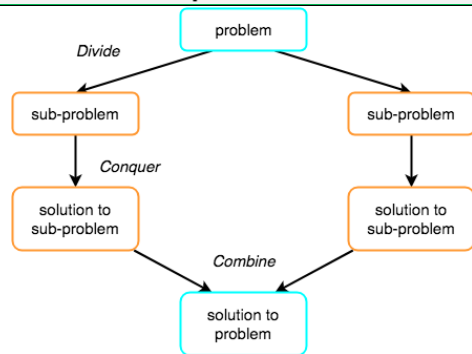 problem
Divide
sub-problem
sub-problem
Conquer
solution to
sub-problem
solution to
sub-problem
Combine
solution to
problem